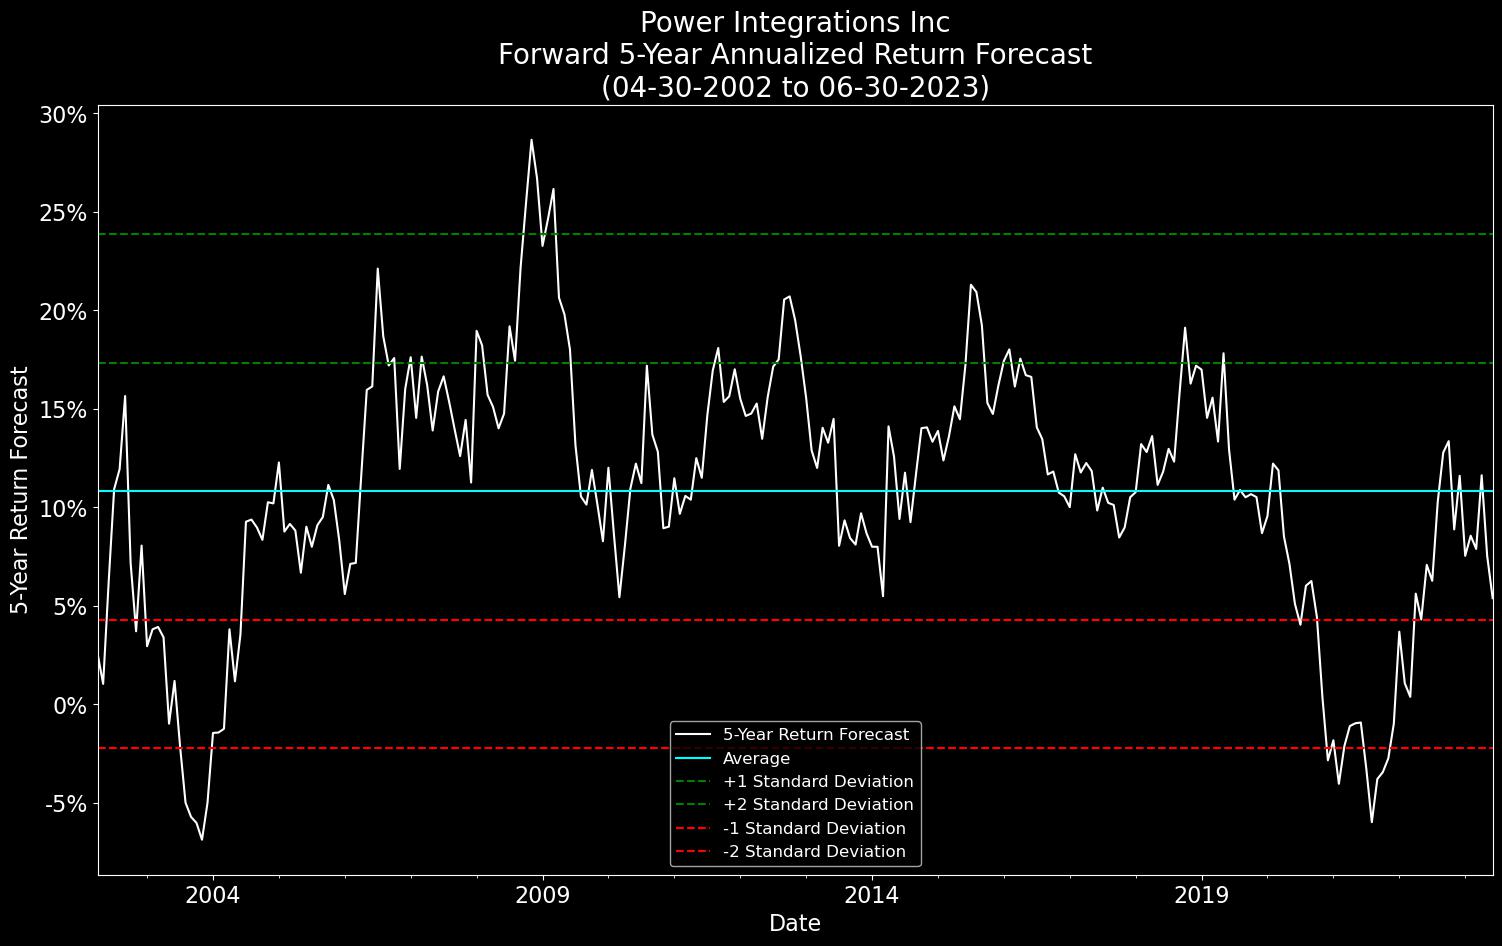 Power Integrations Inc
Forward 5-Year Annualized Return Forecast
(04-30-2002 to 06-30-2023)
30%
25%
20%
15%
10%
5%
0%
-5%
5-Year Return Forecast
5-Year Return Forecast
Average
+1 Standard Deviation
+2 Standard Deviation
-1 Standard Deviation
-2 Standard Deviation
2004 2009 2014 2019
Date